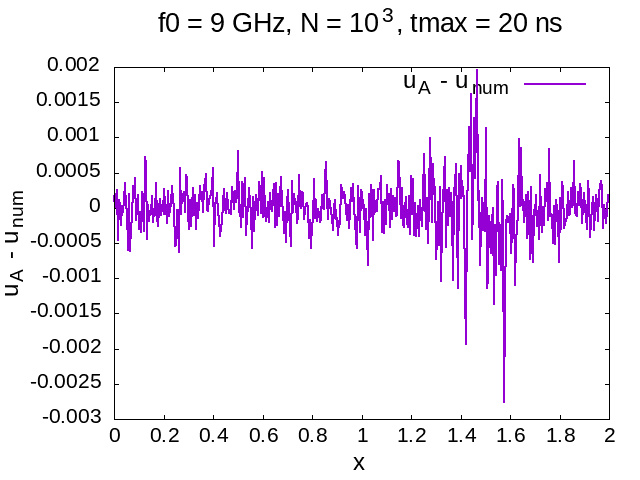 f0 = 9 GHz, N = 10³, tmax = 20 ns
u_A - u_num
0.002
0.0015
0.001
0.0005
0
-0.0005
-0.001
-0.0015
-0.002
-0.0025
-0.003
u_A - u_num
0 0.2 0.4 0.6 0.8 1 1.2 1.4 1.6 1.8 2
x